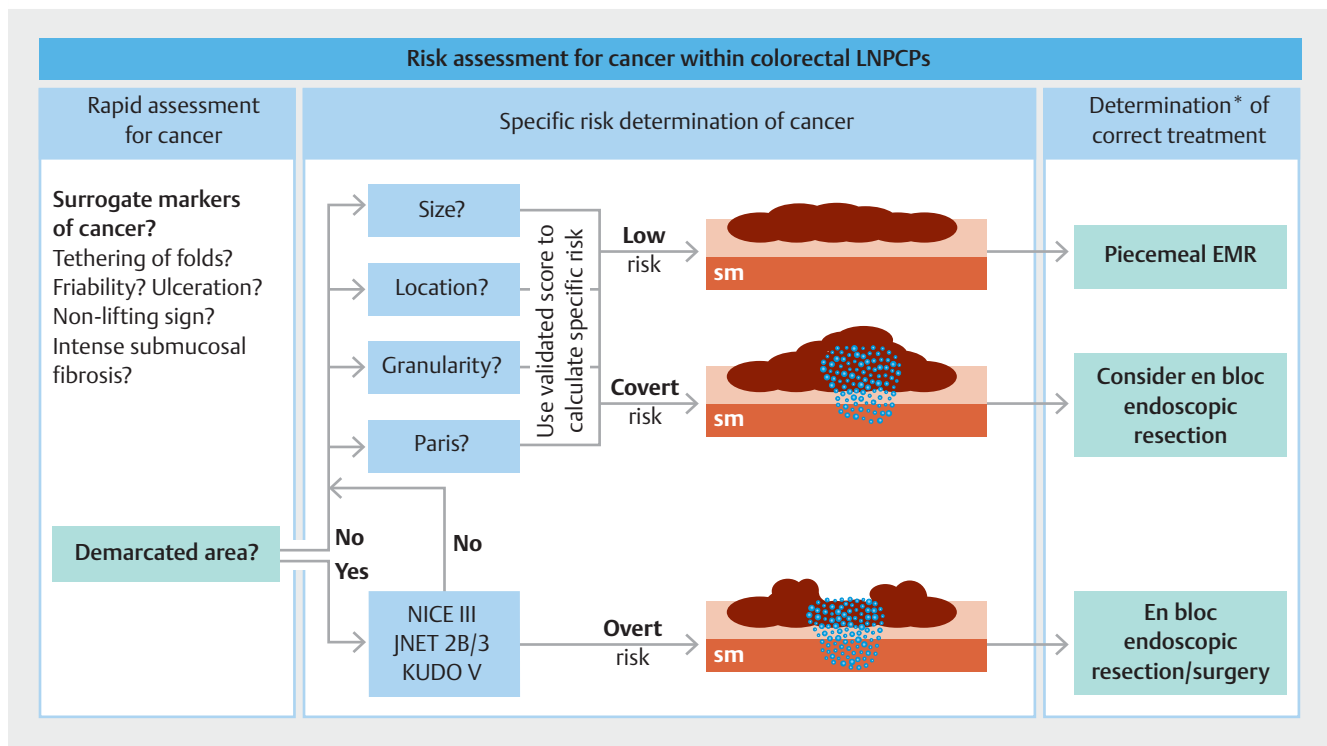 Risk assessment for cancer within colorectal LNPCPs
Rapid assessment
for cancer
Specific risk determination of cancer
Determination* of
correct treatment
Surrogate markers
of cancer?
Tethering of folds?
Friability? Ulceration?
Non-lifting sign?
Intense submucosal
fibrosis?
Demarcated area?
No
Yes
No
Size?
Location?
Granularity?
Paris?
NICE III
JNET 2B/3
KUDO V
Use validated score to
calculate specific risk
Low
risk
sm
Piecemeal EMR
Covert
risk
sm
Consider en bloc
endoscopic
resection
Overt
risk
sm
En bloc
endoscopic
resection/surgery